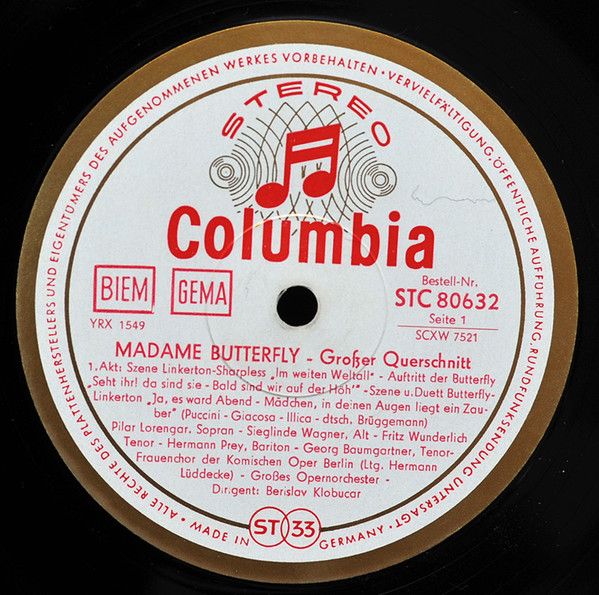 ALLE RECHTE DES PLATTENHERSTELLERS UND EIGENTÜMERS DES AUFGENOMMENEN WERKES VORBEHALTEN · VERVIELFÄLTIGUNG, ÖFFENTLICHE AUFFÜHRUNG, RUNDFUNKSENDUNG UNTERSAGT ·
STEREO
Columbia
BIEM
GEMA
YRX 1549
Bestell-Nr.
STC 80632
Seite 1
SCXW 7521
MADAME BUTTERFLY - Großer Querschnitt
1. Akt: Szene Linkerton-Sharpless „Im weiten Weltall" - Auftritt der Butterfly
„Seht ihr! da sind sie - Bald sind wir auf der Höh'" - Szene u. Duett Butterfly-
Linkerton „Ja, es ward Abend - Mädchen, in deinen Augen liegt ein Zau-
ber" (Puccini - Giacosa - Illica - dtsch. Brüggemann)
Pilar Lorengar. Sopran - Sieglinde Wagner, Alt - Fritz Wunderlich
Tenor - Hermann Prey, Bariton - Georg Baumgartner, Tenor-
Frauenchor der Komischen Oper Berlin (Ltg. Hermann
Lüddecke) - Großes Opernorchester -
Dirigent: Berislav Klobucar
MADE IN GERMANY
ST 33